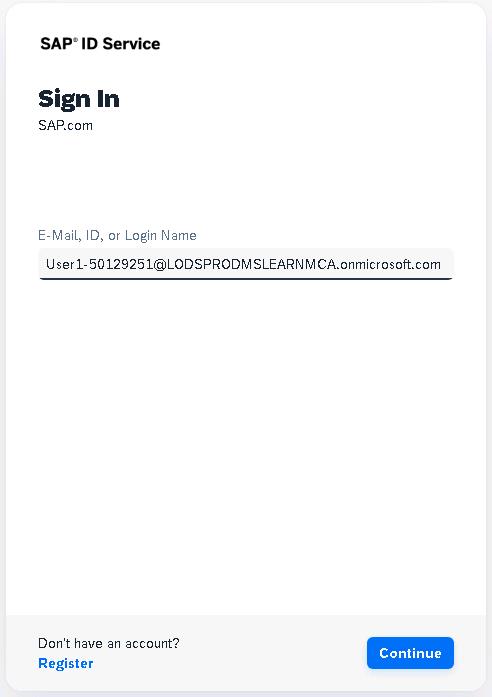 SAP® ID Service
Sign In
SAP.com
E-Mail, ID, or Login Name
User1-50129251@LODSPRODMSLEARNMCA.onmicrosoft.com
Don't have an account?
Register
Continue